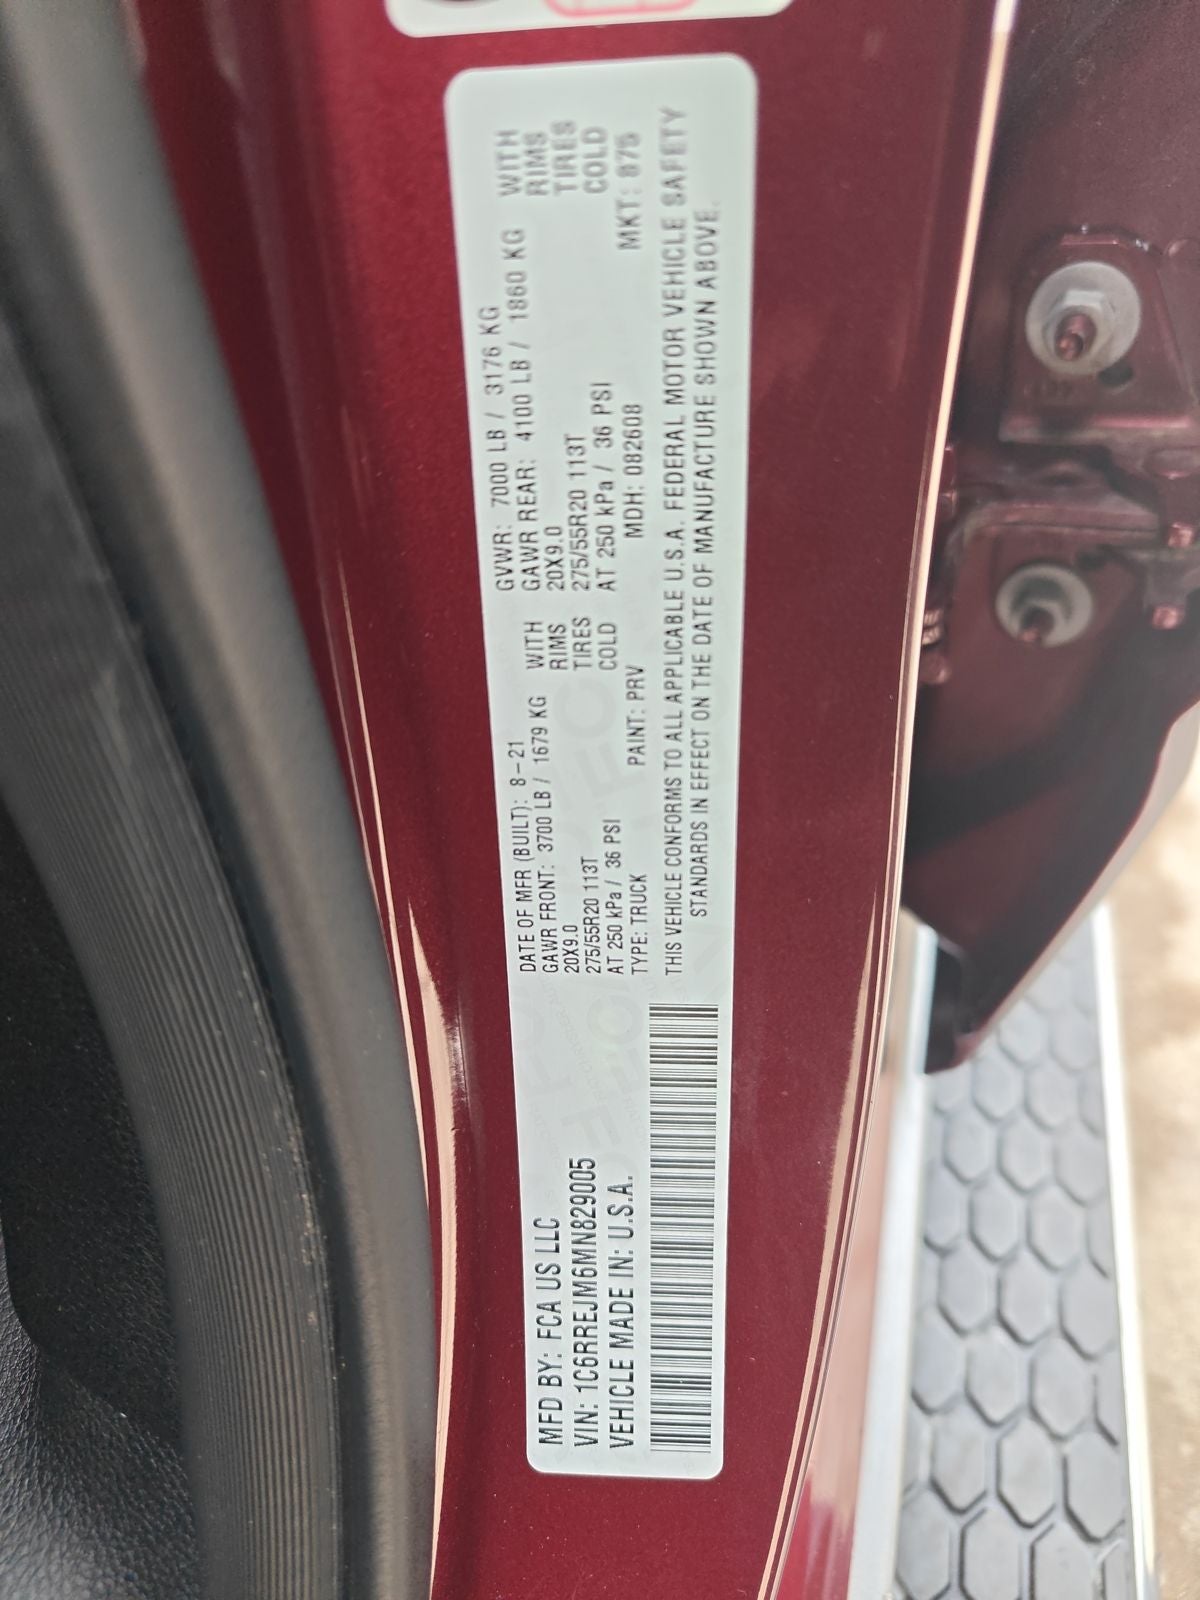 MFD BY: FCA US LLC
VIN: 1C6RREJM6MN829005
VEHICLE MADE IN: U.S.A.
DATE OF MFR (BUILT): 8-21 GVWR: 7000 LB / 3176 KG
GAWR FRONT: 3700 LB / 1679 KG WITH GAWR REAR: 4100 LB / 1860 KG WITH
20X9.0 RIMS 20X9.0 RIMS
275/55R20 113T TIRES 275/55R20 113T TIRES
AT 250 kPa / 36 PSI COLD AT 250 kPa / 36 PSI COLD
TYPE: TRUCK PAINT: PRV MDH: 082608 MKT: 875
THIS VEHICLE CONFORMS TO ALL APPLICABLE U.S.A. FEDERAL MOTOR VEHICLE SAFETY
STANDARDS IN EFFECT ON THE DATE OF MANUFACTURE SHOWN ABOVE.